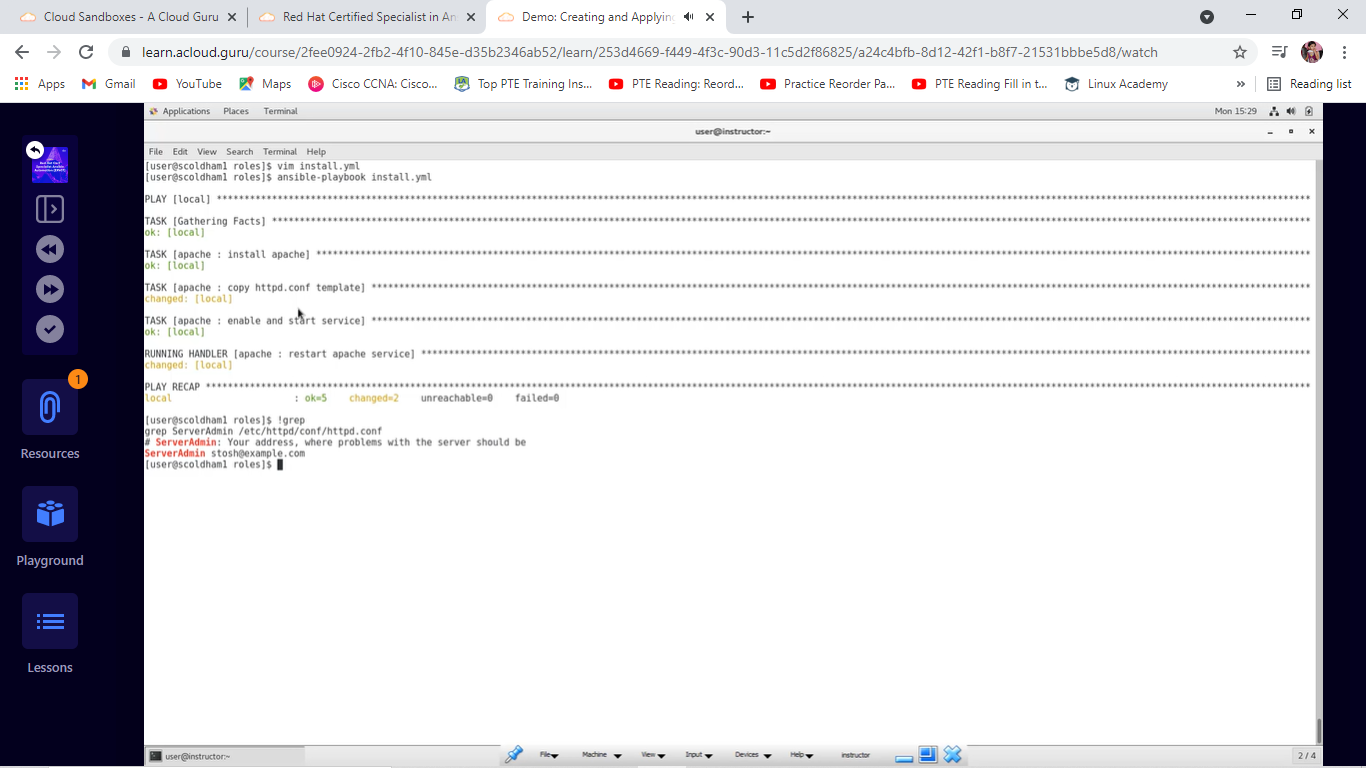 Cloud Sandboxes - A Cloud Guru
Red Hat Certified Specialist in An
Demo: Creating and Applying
learn.acloud.guru/course/2fee0924-2fb2-4f10-845e-d35b2346ab52/learn/253d4669-f449-4f3c-90d3-11c5d2f86825/a24c4bfb-8d12-42f1-b8f7-21531bbbe5d8/watch
Apps Gmail YouTube Maps Cisco CCNA: Cisco... Top PTE Training Ins... PTE Reading: Reord... Practice Reorder Pa... PTE Reading Fill in t... Linux Academy » Reading list
Applications Places Terminal Mon 15:29
user@instructor:~
File Edit View Search Terminal Help
[user@scoldham1 roles]$ vim install.yml
[user@scoldham1 roles]$ ansible-playbook install.yml
PLAY [local] ****************************************
TASK [Gathering Facts] ****************************************
ok: [local]
TASK [apache : install apache] ****************************************
ok: [local]
TASK [apache : copy httpd.conf template] ****************************************
changed: [local]
TASK [apache : enable and start service] ****************************************
ok: [local]
RUNNING HANDLER [apache : restart apache service] ****************************************
changed: [local]
PLAY RECAP ****************************************
local : ok=5 changed=2 unreachable=0 failed=0
[user@scoldham1 roles]$ !grep
grep ServerAdmin /etc/httpd/conf/httpd.conf
# ServerAdmin: Your address, where problems with the server should be
ServerAdmin stosh@example.com
[user@scoldham1 roles]$
1
Resources
Playground
Lessons
user@instructor:~
File Machine View Input Devices Help instructor
2 / 4